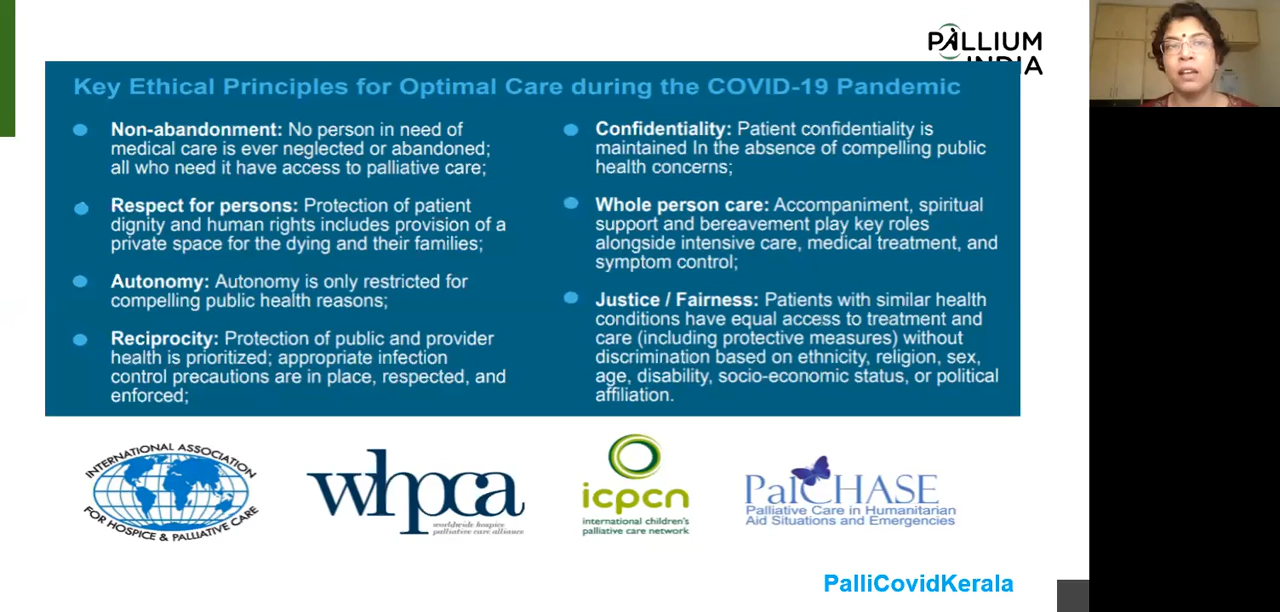 PALLIUM
INDIA
Key Ethical Principles for Optimal Care during the COVID-19 Pandemic
Non-abandonment: No person in need of
medical care is ever neglected or abandoned;
all who need it have access to palliative care;
Respect for persons: Protection of patient
dignity and human rights includes provision of a
private space for the dying and their families;
Autonomy: Autonomy is only restricted for
compelling public health reasons;
Reciprocity: Protection of public and provider
health is prioritized; appropriate infection
control precautions are in place, respected, and
enforced;
Confidentiality: Patient confidentiality is
maintained In the absence of compelling public
health concerns;
Whole person care: Accompaniment, spiritual
support and bereavement play key roles
alongside intensive care, medical treatment, and
symptom control;
Justice / Fairness: Patients with similar health
conditions have equal access to treatment and
care (including protective measures) without
discrimination based on ethnicity, religion, sex,
age, disability, socio-economic status, or political
affiliation.
INTERNATIONAL ASSOCIATION
FOR HOSPICE & PALLIATIVE CARE
whpca
worldwide hospice
palliative care alliance
icpcn
international children's
palliative care network
PalCHASE
Palliative Care in Humanitarian
Aid Situations and Emergencies
PalliCovidKerala